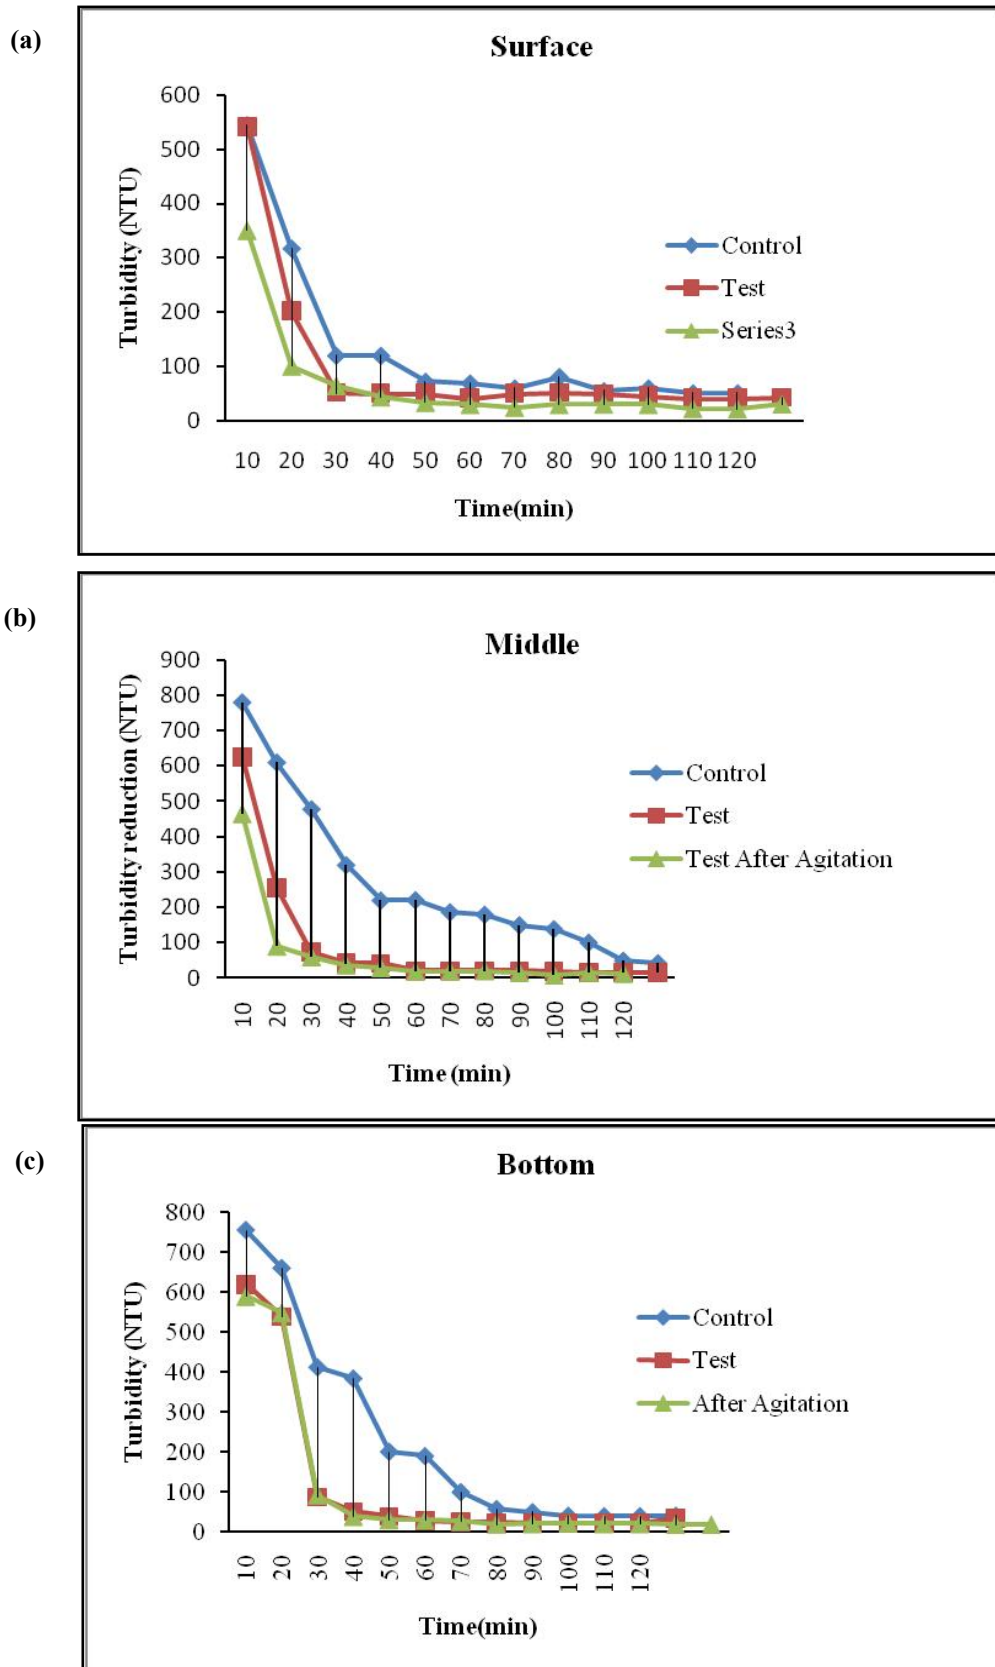 (a)
Surface
Turbidity (NTU)
600
500
400
300
200
100
0
10 20 30 40 50 60 70 80 90 100 110 120
Time(min)
Control
Test
Series3
(b)
Middle
Turbidity reduction (NTU)
900
800
700
600
500
400
300
200
100
0
10 20 30 40 50 60 70 80 90 100 110 120
Time (min)
Control
Test
Test After Agitation
(c)
Bottom
Turbidity (NTU)
800
700
600
500
400
300
200
100
0
10 20 30 40 50 60 70 80 90 100 110 120
Time(min)
Control
Test
After Agitation